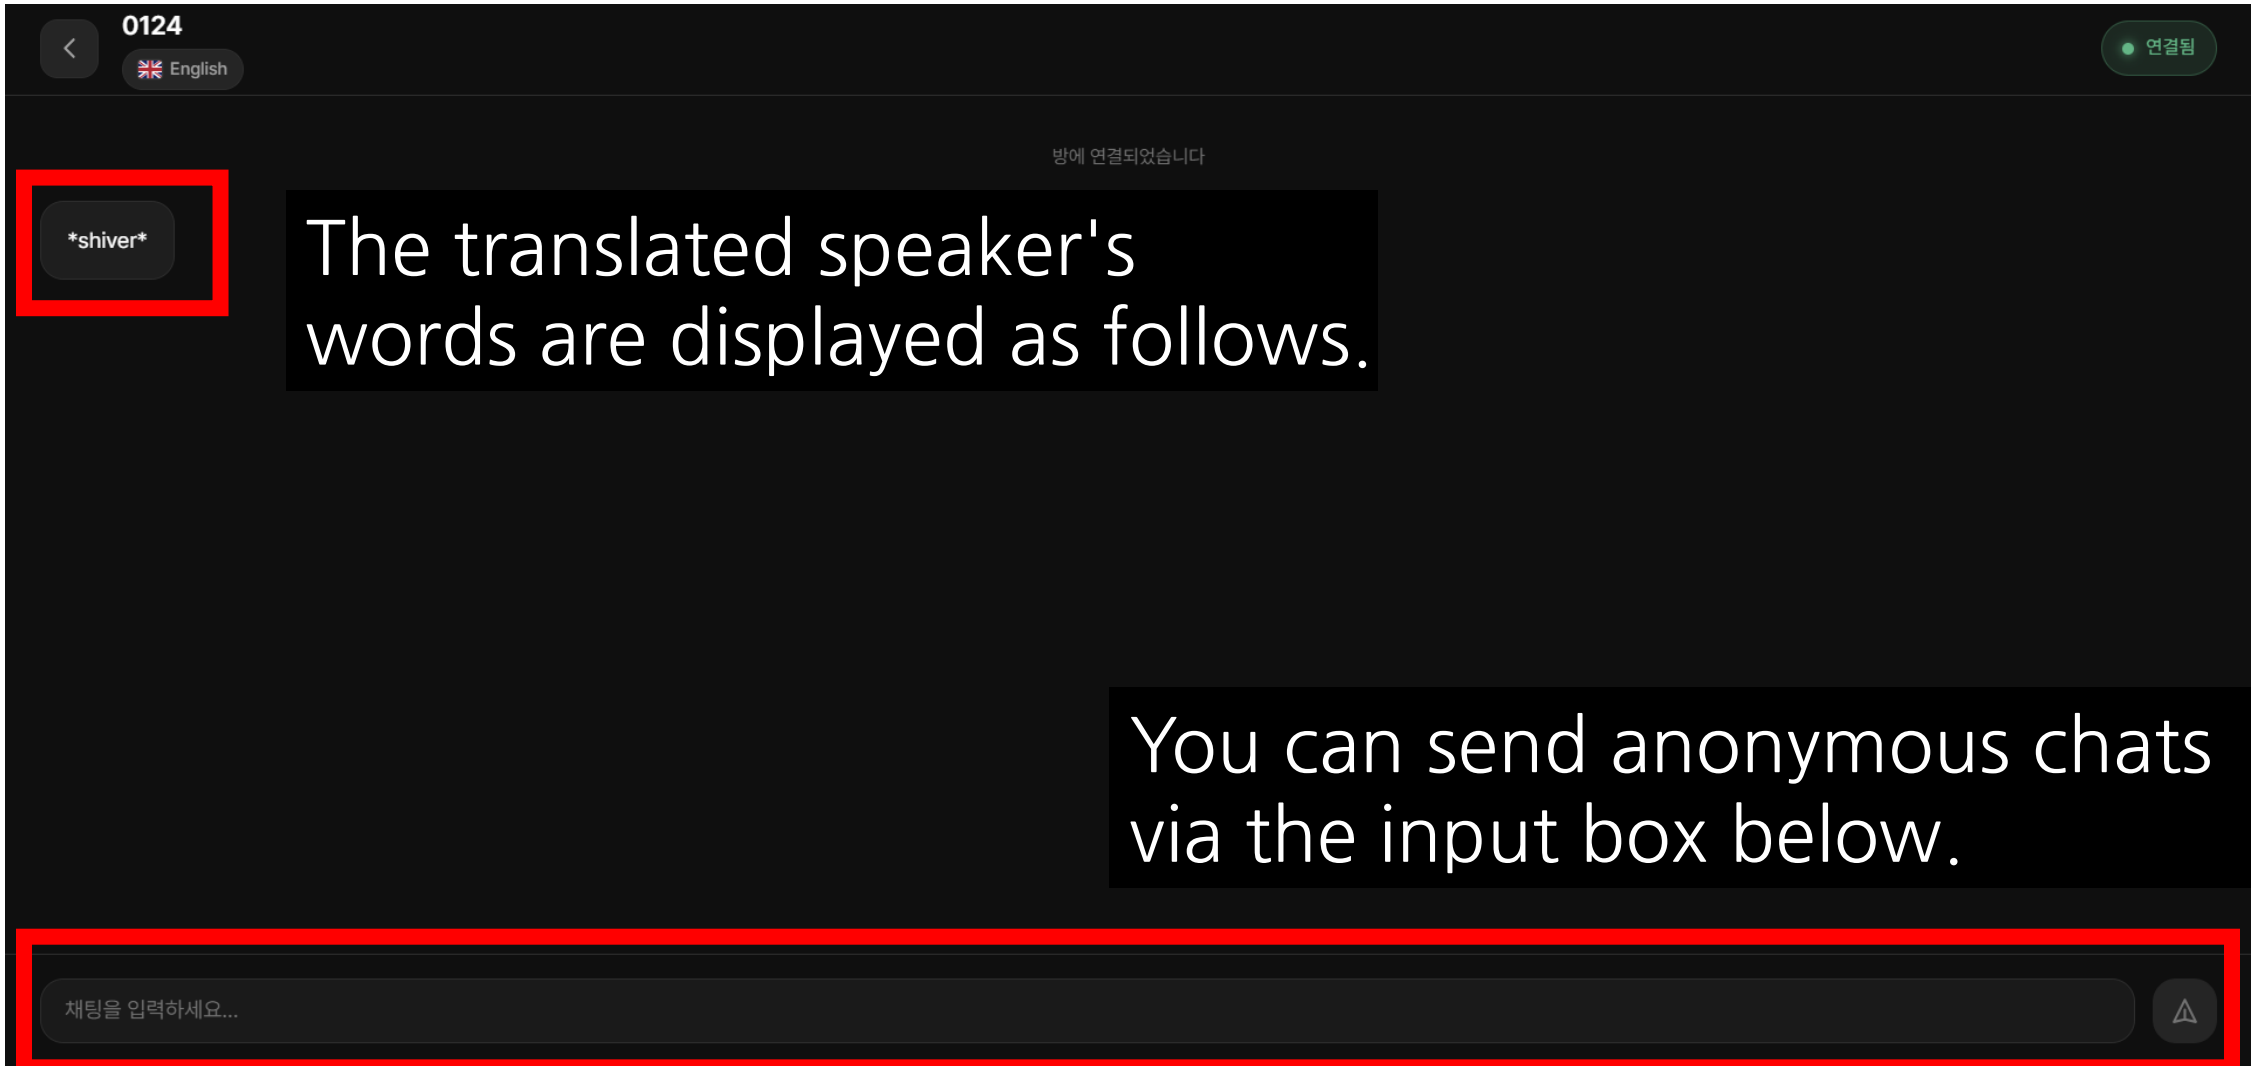 0124
English
연결됨
방에 연결되었습니다
*shiver*
The translated speaker's
words are displayed as follows.
You can send anonymous chats
via the input box below.
채팅을 입력하세요...